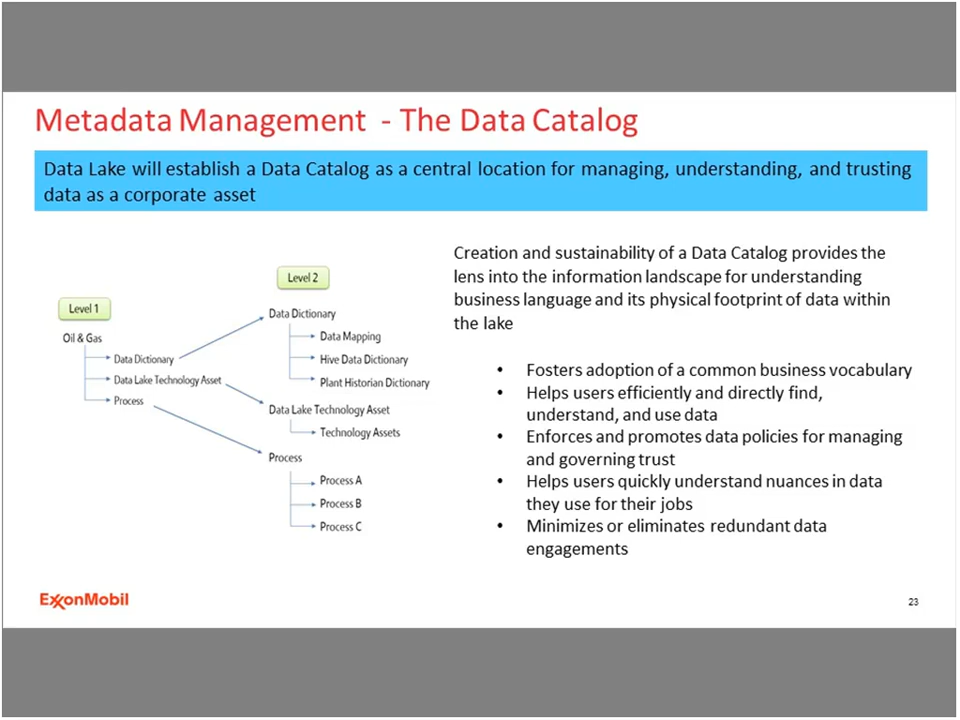 Metadata Management - The Data Catalog
Data Lake will establish a Data Catalog as a central location for managing, understanding, and trusting
data as a corporate asset
Level 1
Oil & Gas
Data Dictionary
Data Lake Technology Asset
Process
Level 2
Data Dictionary
Data Mapping
Hive Data Dictionary
Plant Historian Dictionary
Data Lake Technology Asset
Technology Assets
Process
Process A
Process B
Process C
Creation and sustainability of a Data Catalog provides the
lens into the information landscape for understanding
business language and its physical footprint of data within
the lake
• Fosters adoption of a common business vocabulary
• Helps users efficiently and directly find,
understand, and use data
• Enforces and promotes data policies for managing
and governing trust
• Helps users quickly understand nuances in data
they use for their jobs
• Minimizes or eliminates redundant data
engagements
ExxonMobil
23